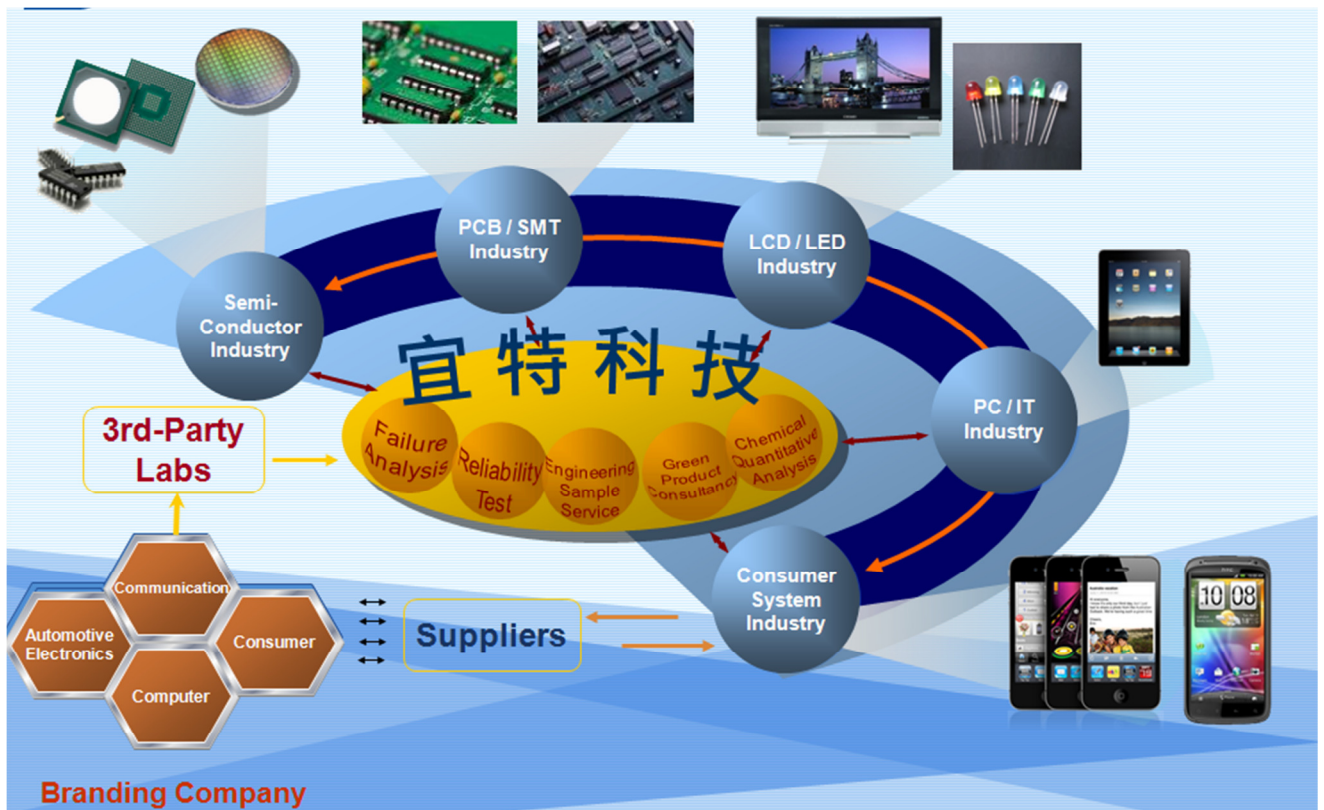 PCB / SMT
Industry
LCD / LED
Industry
Semi-
Conductor
Industry
PC / IT
Industry
宜特科技
Failure
Analysis
Reliability
Test
Engineering
Sample
Service
Green
Product
Consultancy
Chemical
Quantitative
Analysis
3rd-Party
Labs
Consumer
System
Industry
Communication
Automotive
Electronics
Consumer
Computer
Suppliers
10 08
Branding Company